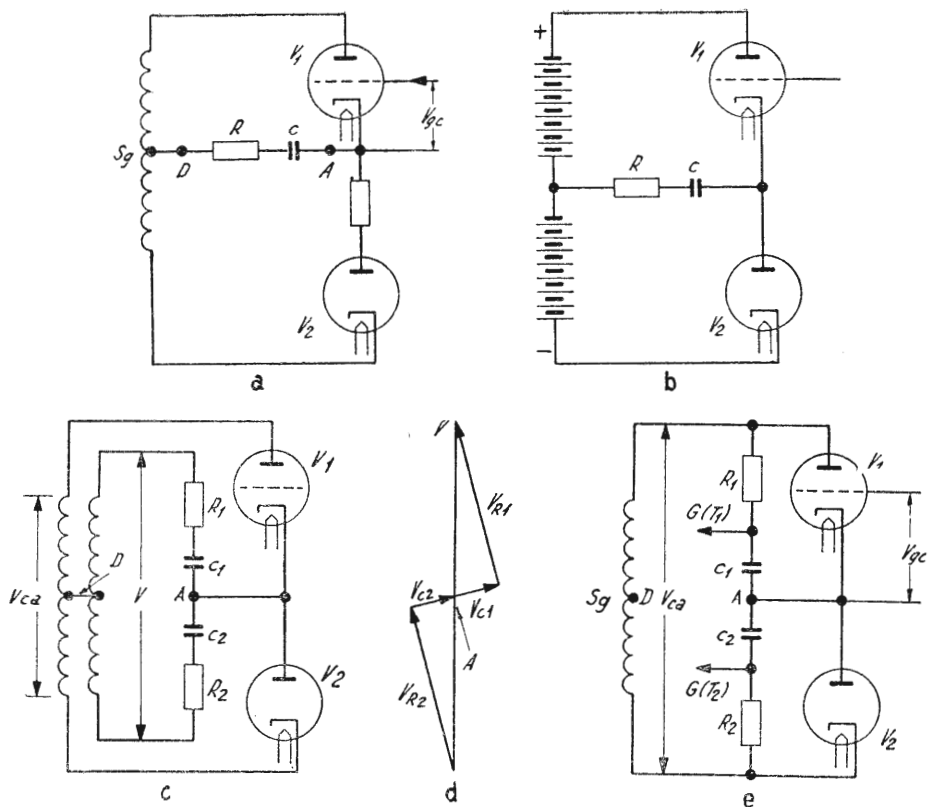 V1
R
C
Sg
D
A
Vgc
V2
a
+
V1
R
C
V2
−
b
V1
R1
D
C1
Vca
V
A
C2
R2
V2
c
V
VR1
VC2
VC1
A
VR2
d
R1
V1
G(T1)
C1
Vgc
Sg
D
Vca
A
C2
G(T2)
R2
V2
e